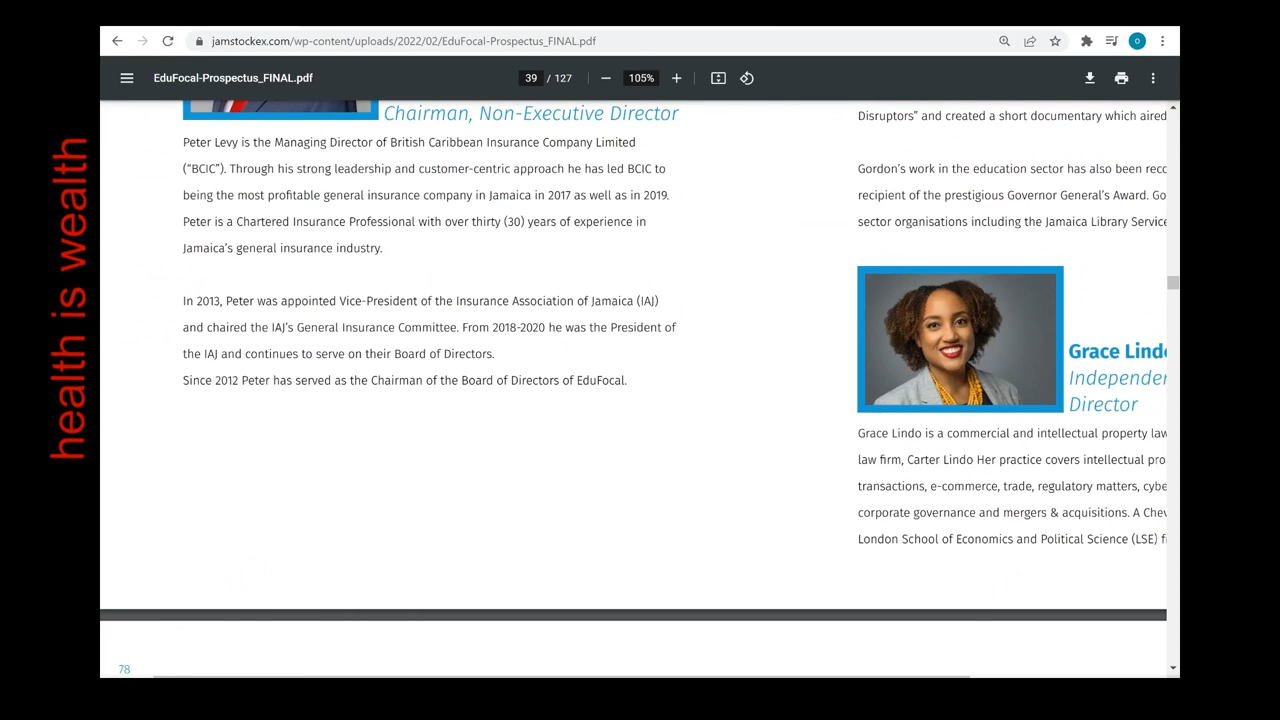 health is wealth
jamstockex.com/wp-content/uploads/2022/02/EduFocal-Prospectus_FINAL.pdf
EduFocal-Prospectus_FINAL.pdf
39 / 127
105%
Chairman, Non-Executive Director
Peter Levy is the Managing Director of British Caribbean Insurance Company Limited
(“BCIC”). Through his strong leadership and customer-centric approach he has led BCIC to
being the most profitable general insurance company in Jamaica in 2017 as well as in 2019.
Peter is a Chartered Insurance Professional with over thirty (30) years of experience in
Jamaica’s general insurance industry.
In 2013, Peter was appointed Vice-President of the Insurance Association of Jamaica (IAJ)
and chaired the IAJ’s General Insurance Committee. From 2018-2020 he was the President of
the IAJ and continues to serve on their Board of Directors.
Since 2012 Peter has served as the Chairman of the Board of Directors of EduFocal.
Disruptors” and created a short documentary which aired
Gordon’s work in the education sector has also been reco
recipient of the prestigious Governor General’s Award. Go
sector organisations including the Jamaica Library Service
Grace Lindo
Independen
Director
Grace Lindo is a commercial and intellectual property law
law firm, Carter Lindo Her practice covers intellectual pro
transactions, e-commerce, trade, regulatory matters, cybe
corporate governance and mergers & acquisitions. A Chev
London School of Economics and Political Science (LSE) fi
78